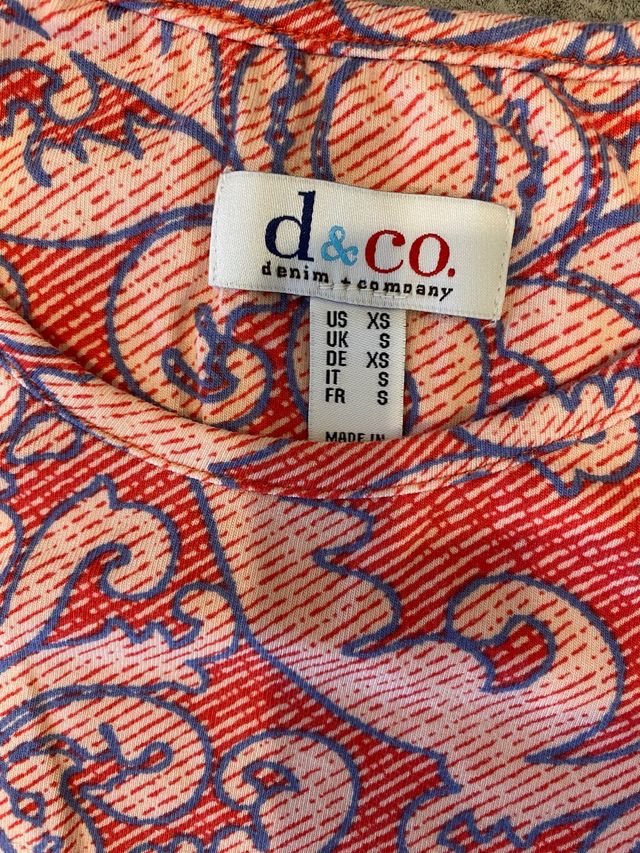 d&co.
denim + company
US XS
UK S
DE XS
IT S
FR S
MADE IN